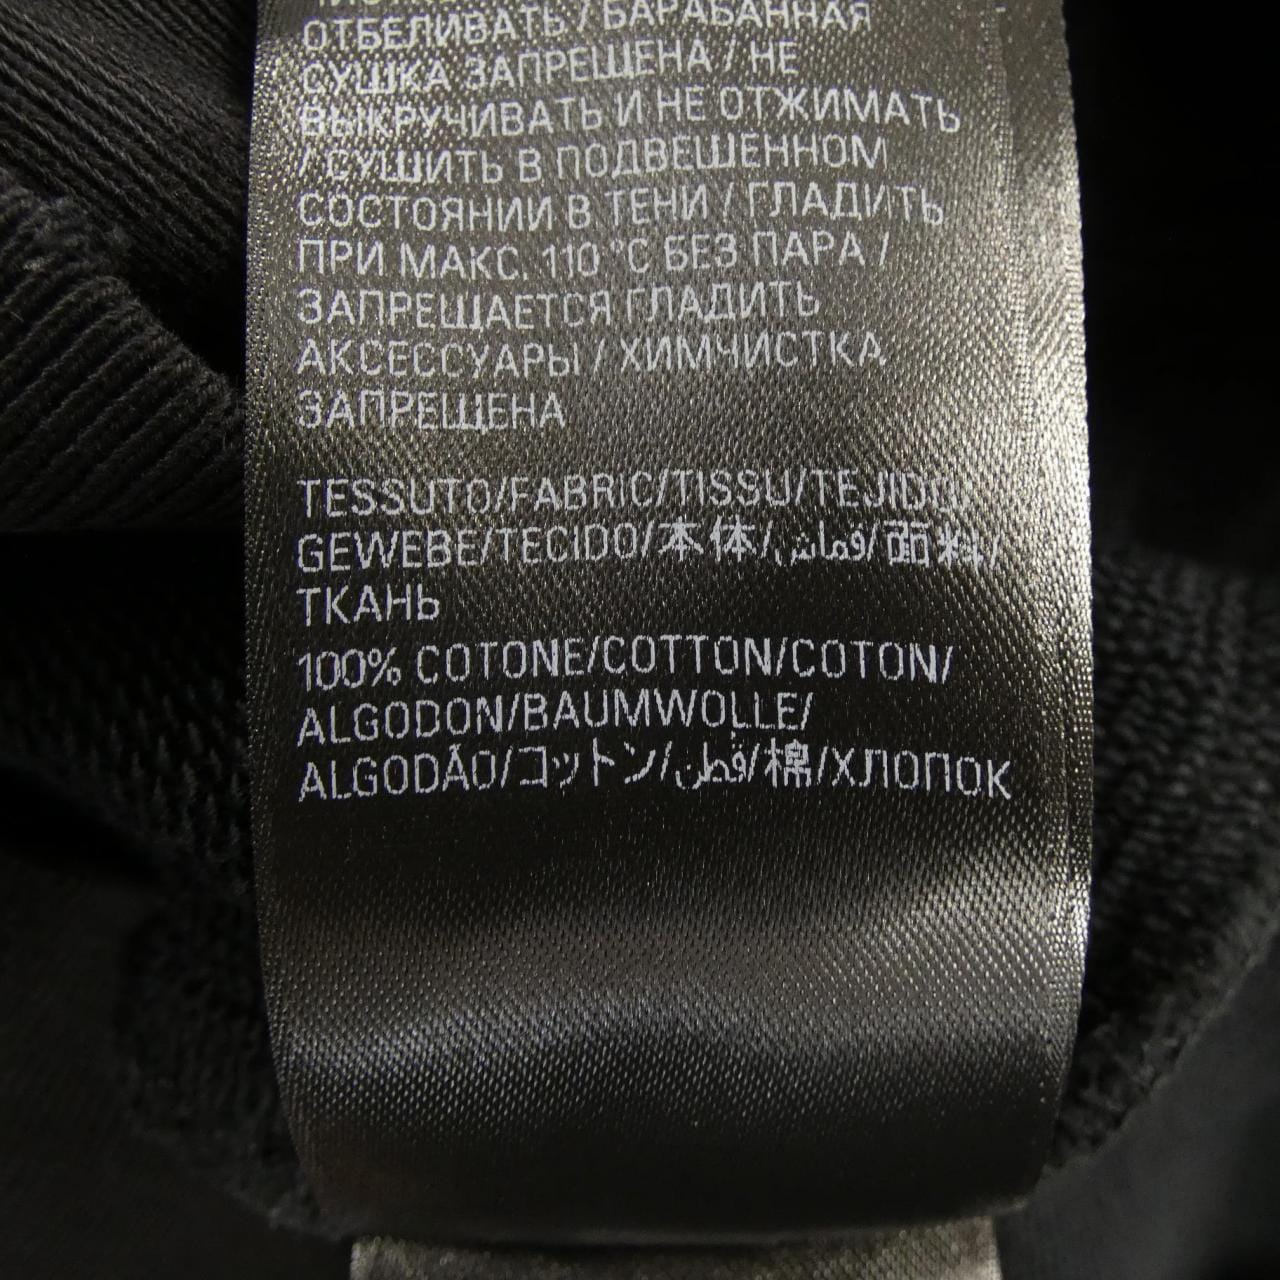 ОТБЕЛИВАТЬ / БАРАБАННАЯ
СУШКА ЗАПРЕЩЕНА / НЕ
ВЫКРУЧИВАТЬ И НЕ ОТЖИМАТЬ
/ СУШИТЬ В ПОДВЕШЕННОМ
СОСТОЯНИИ В ТЕНИ / ГЛАДИТЬ
ПРИ МАКС. 110 °C БЕЗ ПАРА /
ЗАПРЕЩАЕТСЯ ГЛАДИТЬ
АКСЕССУАРЫ / ХИМЧИСТКА
ЗАПРЕЩЕНА
TESSUTO/FABRIC/TISSU/TEJIDO
GEWEBE/TECIDO/本体/قماش/面料/
ТКАНЬ
100% COTONE/COTTON/COTON/
ALGODON/BAUMWOLLE/
ALGODÃO/コットン/قطن/棉/ХЛОПОК